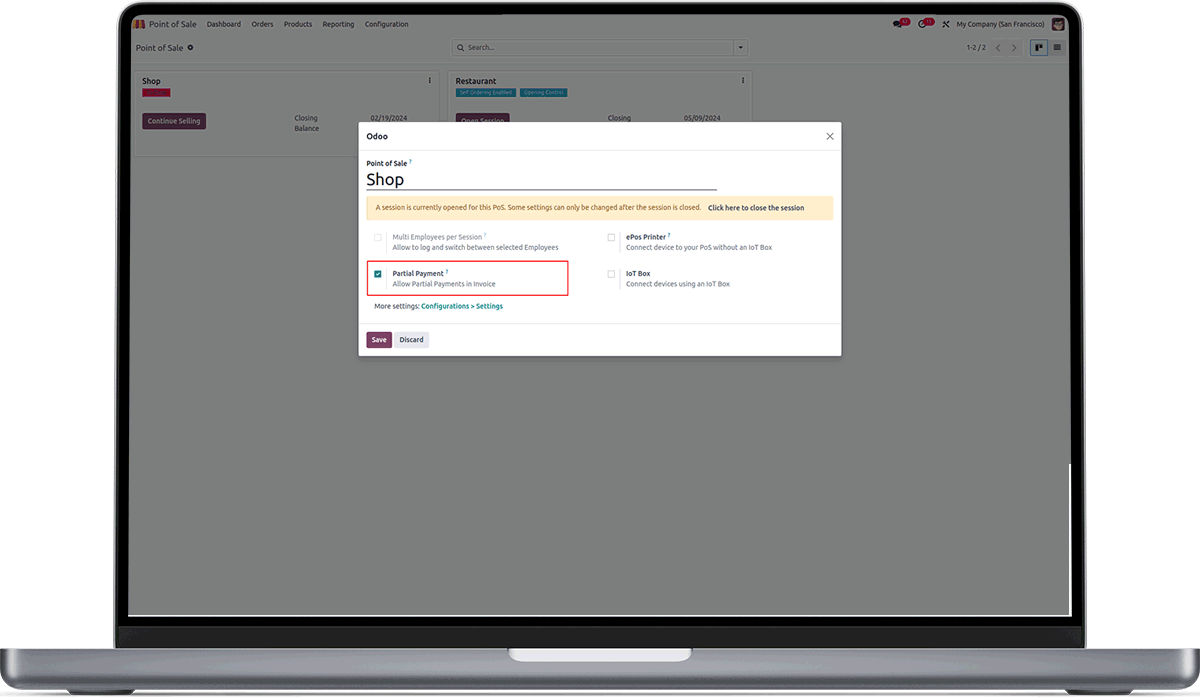 Point of Sale Dashboard Orders Products Reporting Configuration My Company (San Francisco)
Point of Sale Search... 1-2 / 2
Shop
Restaurant
Self Ordering Enabled Opening Control
Continue Selling
Closing 02/19/2024
Balance
Open Session
Closing 05/09/2024
Odoo
Point of Sale ?
Shop
A session is currently opened for this PoS. Some settings can only be changed after the session is closed. Click here to close the session
Multi Employees per Session ?
Allow to log and switch between selected Employees
ePos Printer ?
Connect device to your PoS without an IoT Box
Partial Payment ?
Allow Partial Payments in Invoice
IoT Box
Connect devices using an IoT Box
More settings: Configurations > Settings
Save Discard